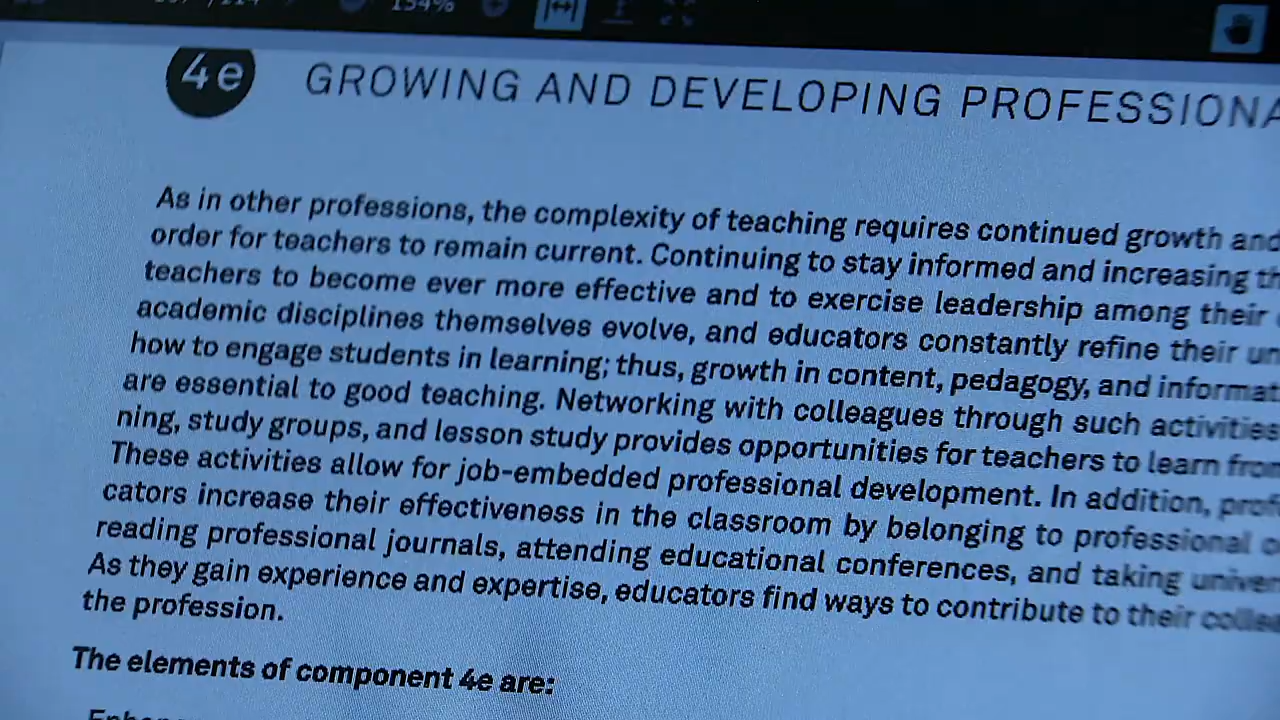 154%
4e GROWING AND DEVELOPING PROFESSIONA
As in other professions, the complexity of teaching requires continued growth and
order for teachers to remain current. Continuing to stay informed and increasing th
teachers to become ever more effective and to exercise leadership among their
academic disciplines themselves evolve, and educators constantly refine their un
how to engage students in learning; thus, growth in content, pedagogy, and informat
are essential to good teaching. Networking with colleagues through such activities
ning, study groups, and lesson study provides opportunities for teachers to learn from
These activities allow for job-embedded professional development. In addition, prof
cators increase their effectiveness in the classroom by belonging to professional o
reading professional journals, attending educational conferences, and taking univer
As they gain experience and expertise, educators find ways to contribute to their colle
the profession.
The elements of component 4e are: